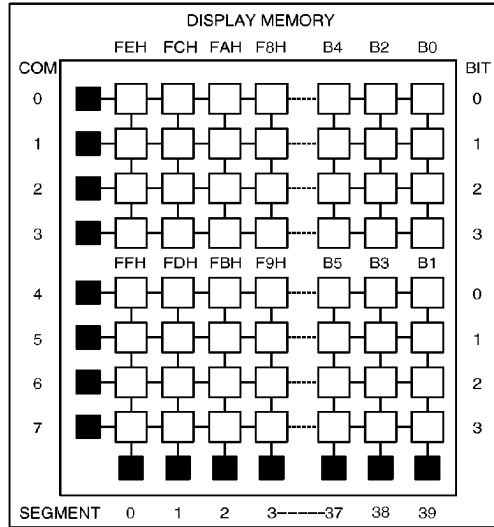 DISPLAY MEMORY
FEH FCH FAH F8H B4 B2 B0
COM BIT
0 0
1 1
2 2
3 3
FFH FDH FBH F9H B5 B3 B1
4 0
5 1
6 2
7 3
SEGMENT 0 1 2 3-----37 38 39